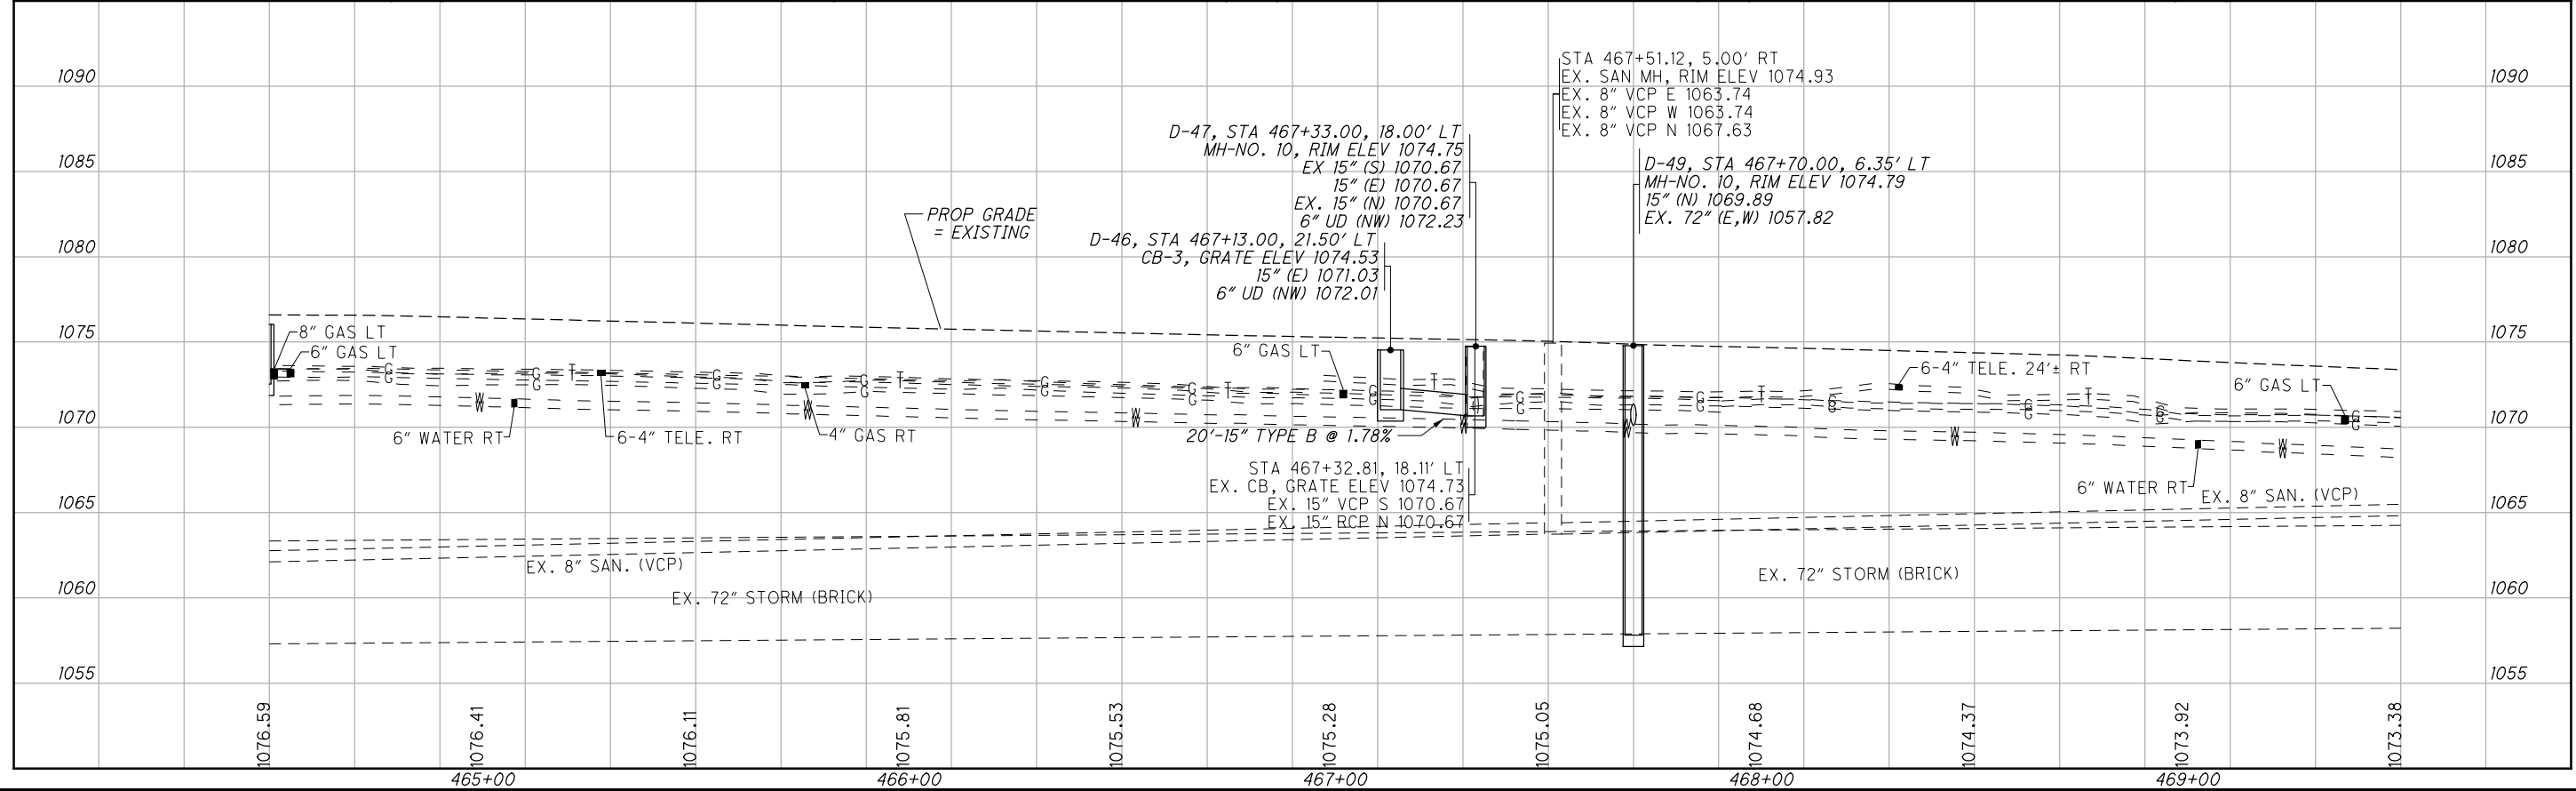 1090
1085
1080
1075
1070
1065
1060
1055
PROP GRADE
= EXISTING
8" GAS LT
6" GAS LT
6" WATER RT
6-4" TELE. RT
4" GAS RT
EX. 8" SAN. (VCP)
EX. 72" STORM (BRICK)
D-46, STA 467+13.00, 21.50' LT
CB-3, GRATE ELEV 1074.53
15" (E) 1071.03
6" UD (NW) 1072.01
D-47, STA 467+33.00, 18.00' LT
MH-NO. 10, RIM ELEV 1074.75
EX 15" (S) 1070.67
15" (E) 1070.67
EX. 15" (N) 1070.67
6" UD (NW) 1072.23
6" GAS LT
20'-15" TYPE B @ 1.78%
STA 467+32.81, 18.11' LT
EX. CB, GRATE ELEV 1074.73
EX. 15" VCP S 1070.67
EX. 15" RCP N 1070.67
STA 467+51.12, 5.00' RT
EX. SAN MH, RIM ELEV 1074.93
EX. 8" VCP E 1063.74
EX. 8" VCP W 1063.74
EX. 8" VCP N 1067.63
D-49, STA 467+70.00, 6.35' LT
MH-NO. 10, RIM ELEV 1074.79
15" (N) 1069.89
EX. 72" (E,W) 1057.82
6-4" TELE. 24'± RT
6" GAS LT
6" WATER RT
EX. 8" SAN. (VCP)
EX. 72" STORM (BRICK)
1090
1085
1080
1075
1070
1065
1060
1055
1076.59
1076.41
1076.11
1075.81
1075.53
1075.28
1075.05
1074.68
1074.37
1073.92
1073.38
465+00
466+00
467+00
468+00
469+00